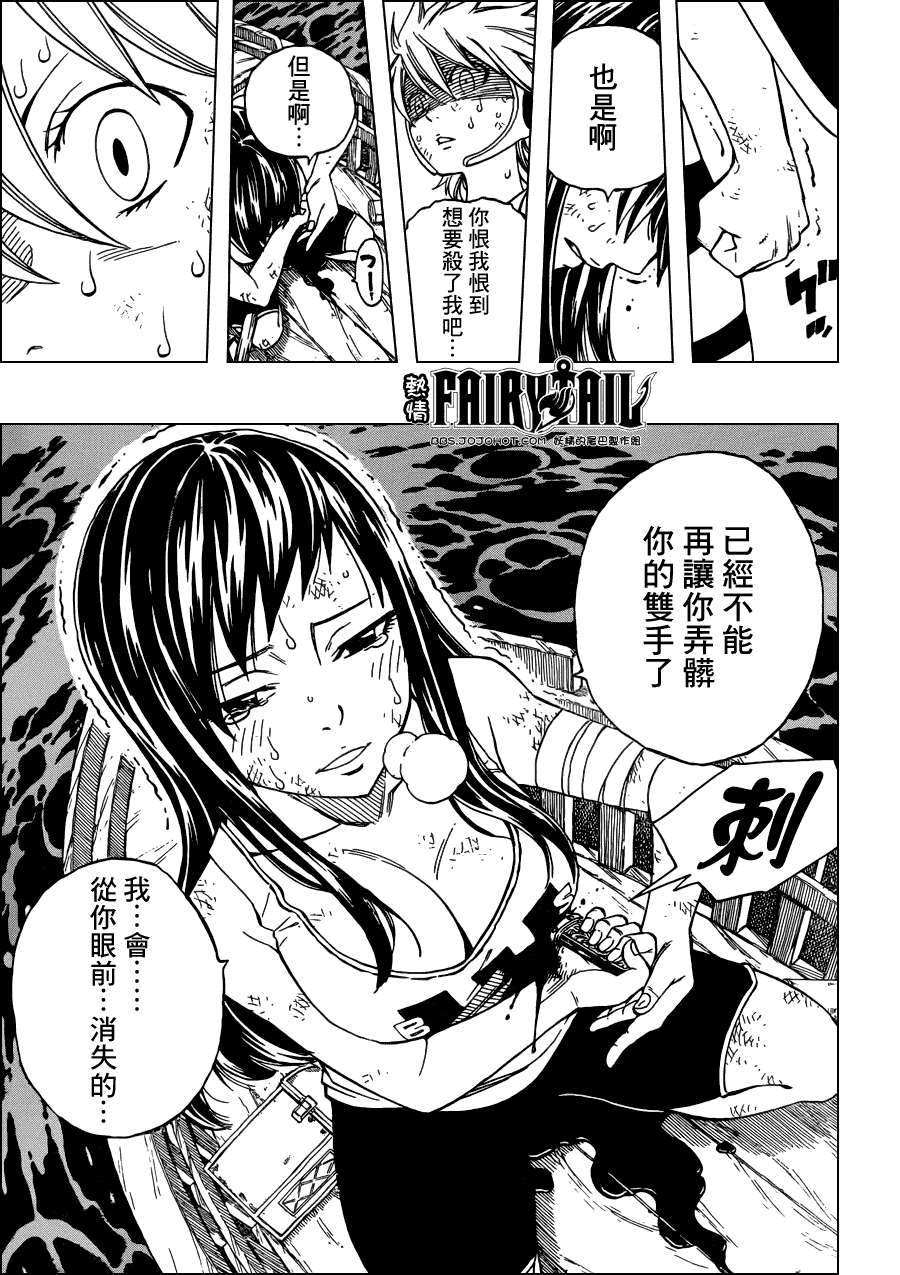 也是啊
你恨我恨到
想要殺了我吧…
但是啊…
熱情
FAIRY TAIL
BBS.JOJOHOT.COM 妖精的尾巴製作組
已經不能
再讓你弄髒
你的雙手了
刺
我…會……
從你眼前…消失的…